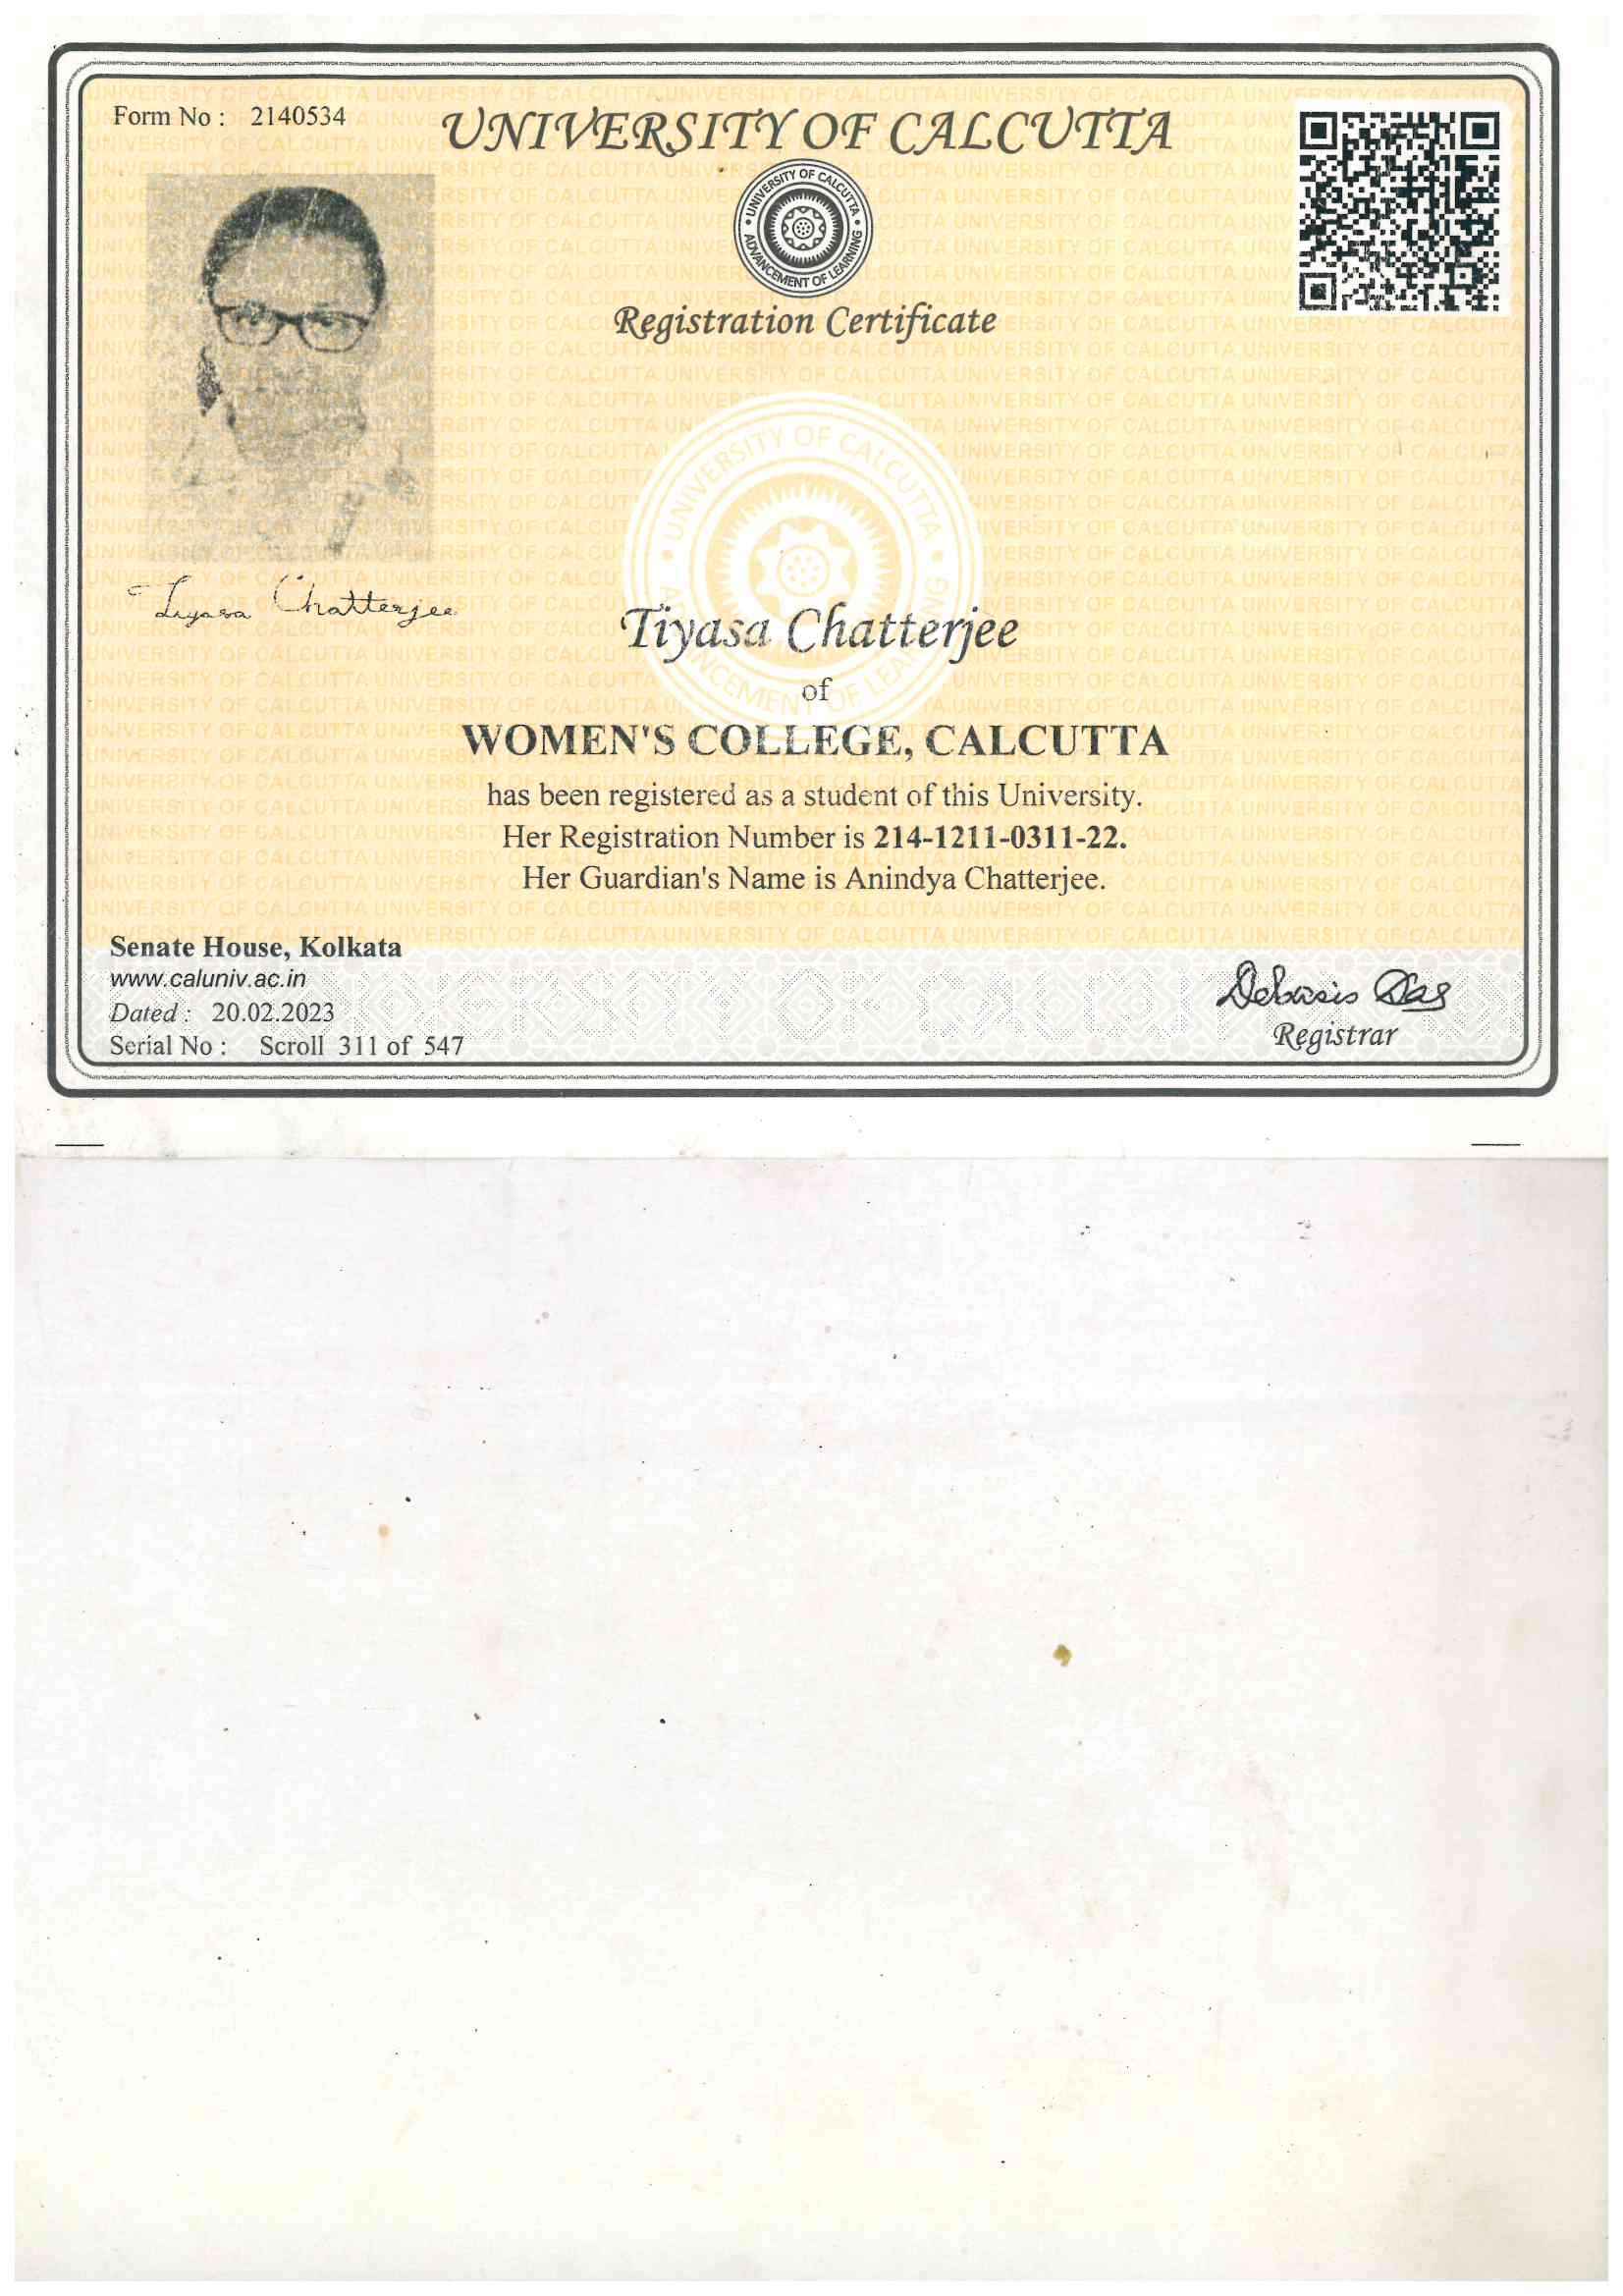 Form No : 2140534
UNIVERSITY OF CALCUTTA
UNIVERSITY OF CALCUTTA
ADVANCEMENT OF LEARNING
Registration Certificate
Tiyasa Chatterjee
Tiyasa Chatterjee
of
WOMEN'S COLLEGE, CALCUTTA
has been registered as a student of this University.
Her Registration Number is 214-1211-0311-22.
Her Guardian's Name is Anindya Chatterjee.
Senate House, Kolkata
www.caluniv.ac.in
Dated : 20.02.2023
Serial No : Scroll 311 of 547
Debasis Das
Registrar